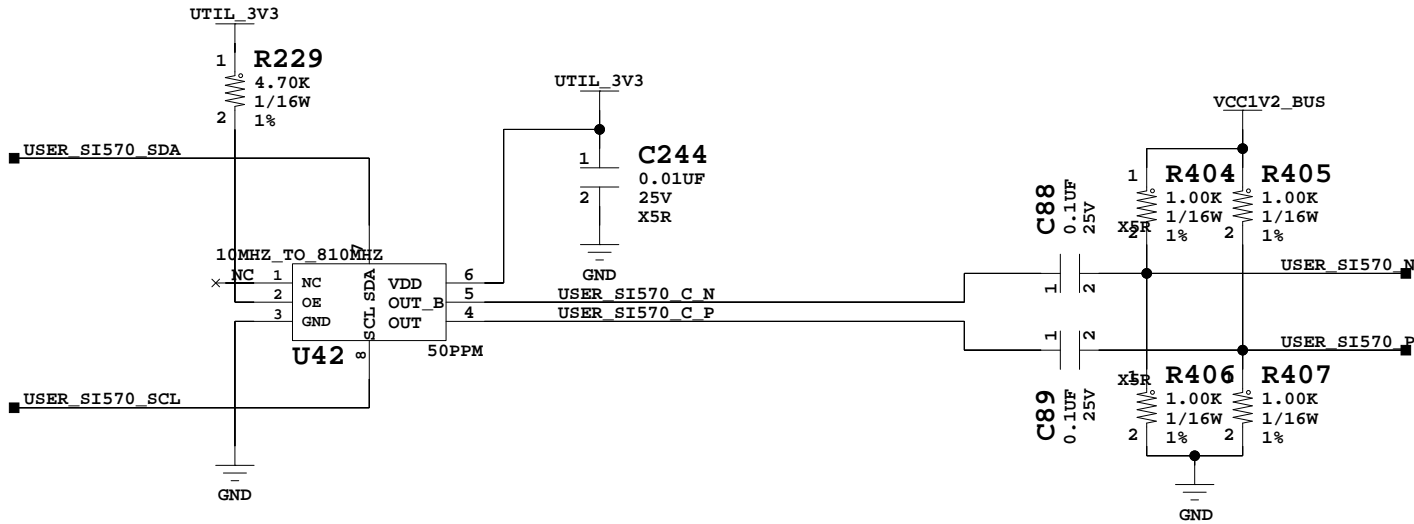 UTIL_3V3
1
R229
4.70K
1/16W
1%
2
USER_SI570_SDA
UTIL_3V3
1
C244
0.01UF
25V
X5R
2
GND
VCC1V2_BUS
1
R404
1.00K
1/16W
1%
2
R405
1.00K
1/16W
1%
2
C88
0.1UF
25V
X5R
1
2
10MHZ_TO_810MHZ
7
NC
1
NC
2
OE
3
GND
SCL
SDA
VDD
6
OUT_B
5
OUT
4
U42
8
50PPM
USER_SI570_C_N
USER_SI570_C_P
USER_SI570_N
USER_SI570_P
1
2
C89
0.1UF
25V
X5R
1
R406
1.00K
1/16W
1%
2
1
R407
1.00K
1/16W
1%
2
USER_SI570_SCL
GND
GND